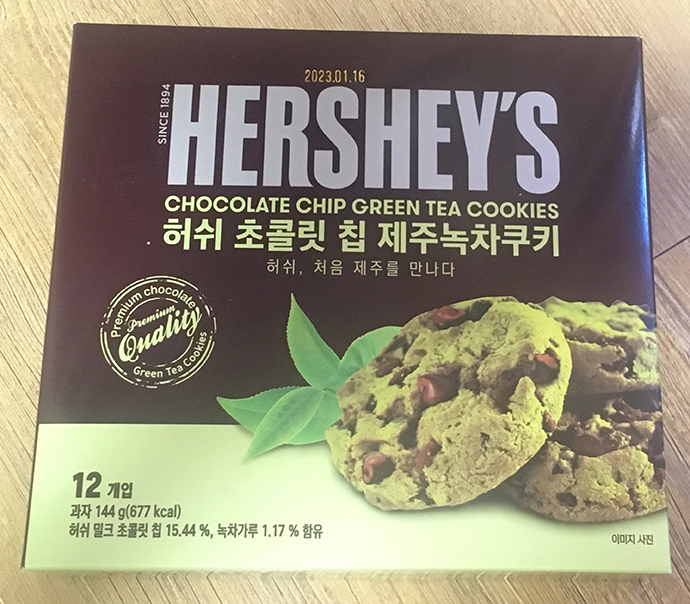 2023.01.16
SINCE 1894
HERSHEY'S
CHOCOLATE CHIP GREEN TEA COOKIES
허쉬 초콜릿 칩 제주녹차쿠키
허쉬, 처음 제주를 만나다
Premium chocolate
Premium
Quality
Green Tea Cookies
12 개입
과자 144 g(677 kcal)
허쉬 밀크 초콜릿 칩 15.44 %, 녹차가루 1.17 % 함유
이미지 사진